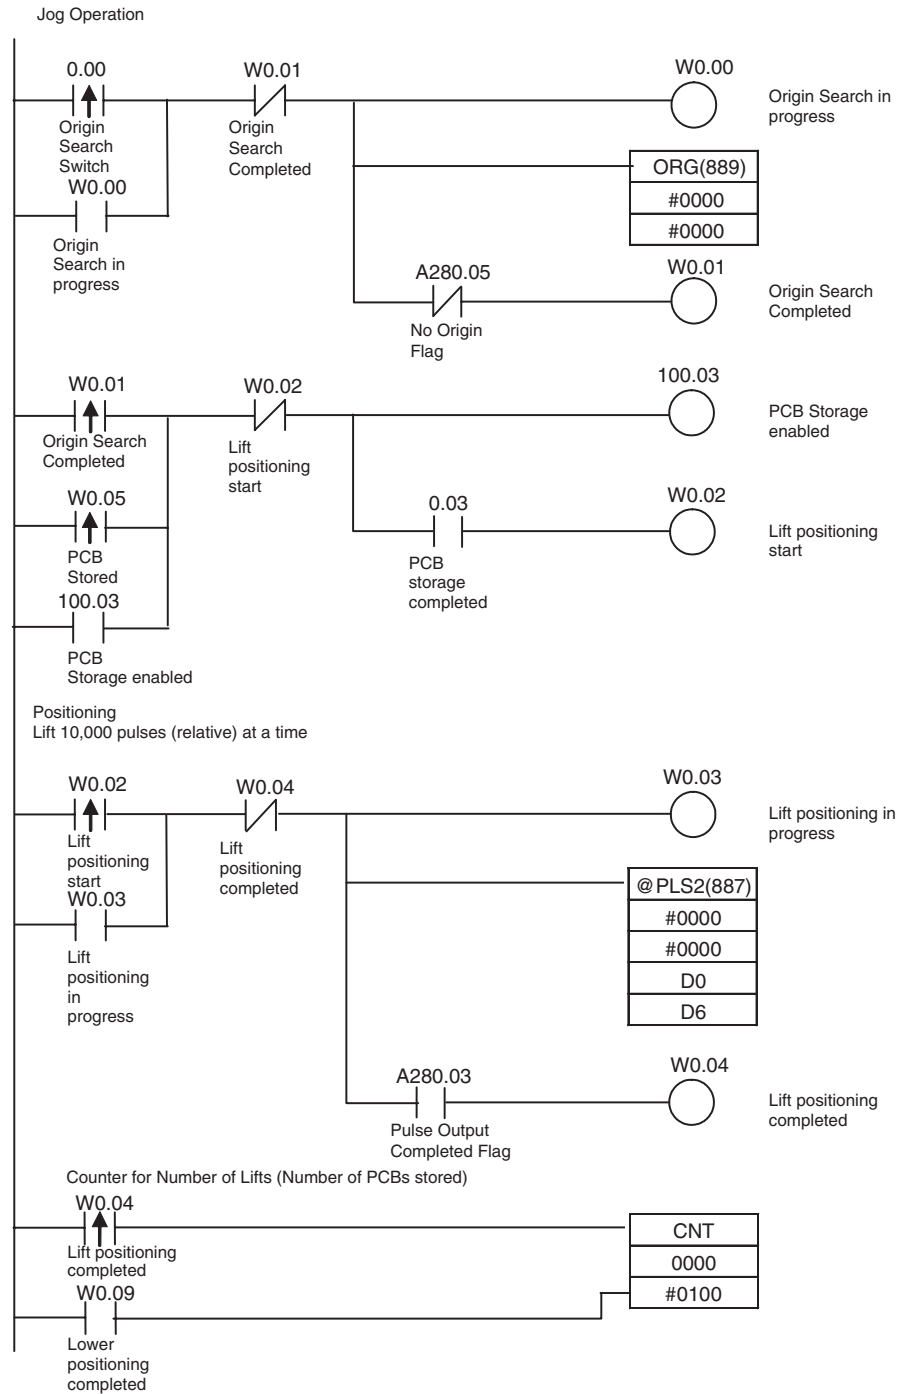 Jog Operation
0.00
W0.01
W0.00
Origin Search in
progress
Origin
Search
Switch
Origin
Search
Completed
ORG(889)
#0000
#0000
W0.00
Origin
Search in
progress
A280.05
No Origin
Flag
W0.01
Origin Search
Completed
W0.01
Origin Search
Completed
W0.02
Lift
positioning
start
100.03
PCB Storage
enabled
W0.05
PCB
Stored
0.03
PCB
storage
completed
W0.02
Lift positioning
start
100.03
PCB
Storage enabled
Positioning
Lift 10,000 pulses (relative) at a time
W0.02
Lift
positioning
start
W0.04
Lift
positioning
completed
W0.03
Lift positioning in
progress
W0.03
Lift
positioning
in
progress
@PLS2(887)
#0000
#0000
D0
D6
A280.03
Pulse Output
Completed Flag
W0.04
Lift positioning
completed
Counter for Number of Lifts (Number of PCBs stored)
W0.04
Lift positioning
completed
CNT
0000
#0100
W0.09
Lower
positioning
completed